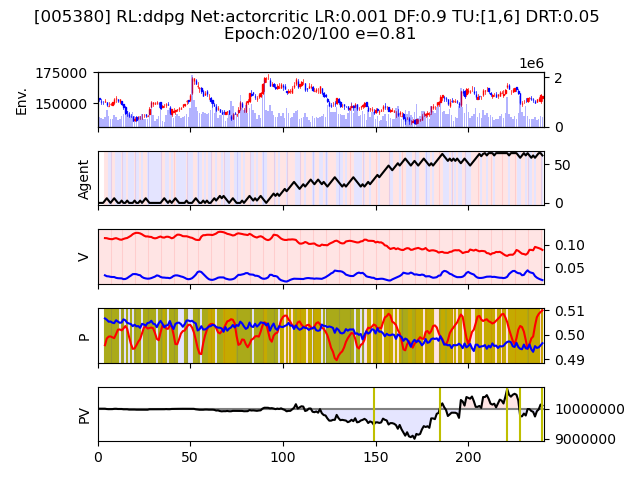 [005380] RL:ddpg Net:actorcritic LR:0.001 DF:0.9 TU:[1,6] DRT:0.05
Epoch:020/100 e=0.81
1e6
175000
150000
Env.
2
0
Agent
50
0
V
0.10
0.05
P
0.51
0.50
0.49
PV
10000000
9000000
0 50 100 150 200